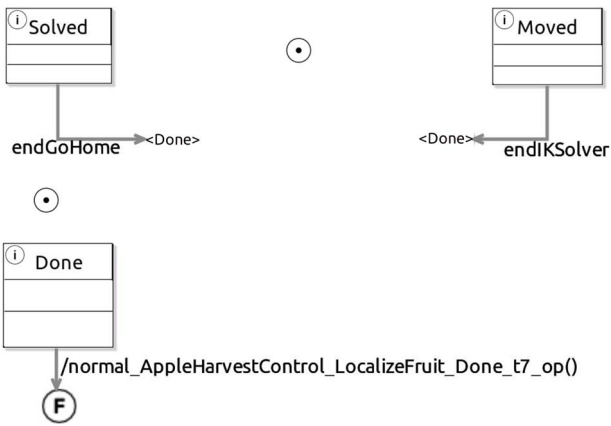 i Solved
i Moved
<Done>
<Done>
endGoHome
endIKSolver
i Done
/normal_AppleHarvestControl_LocalizeFruit_Done_t7_op()
F